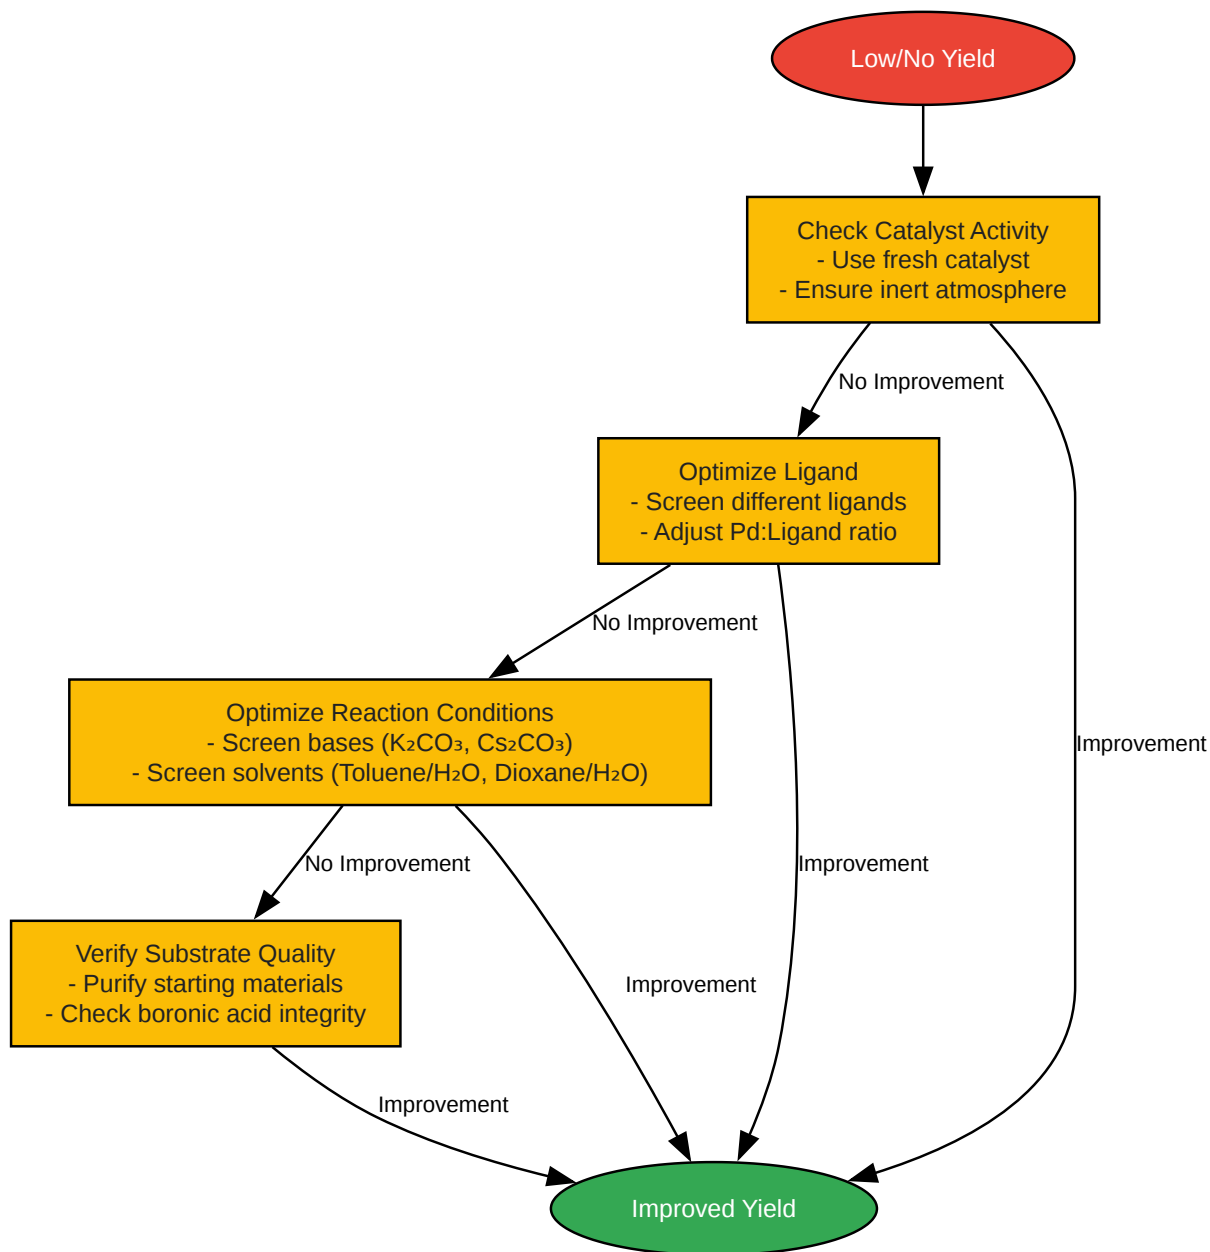 Low/No Yield
Check Catalyst Activity
- Use fresh catalyst
- Ensure inert atmosphere
No Improvement
Optimize Ligand
- Screen different ligands
- Adjust Pd:Ligand ratio
No Improvement
Optimize Reaction Conditions
- Screen bases (K₂CO₃, Cs₂CO₃)
- Screen solvents (Toluene/H₂O, Dioxane/H₂O)
Improvement
No Improvement
Improvement
Verify Substrate Quality
- Purify starting materials
- Check boronic acid integrity
Improvement
Improvement
Improved Yield